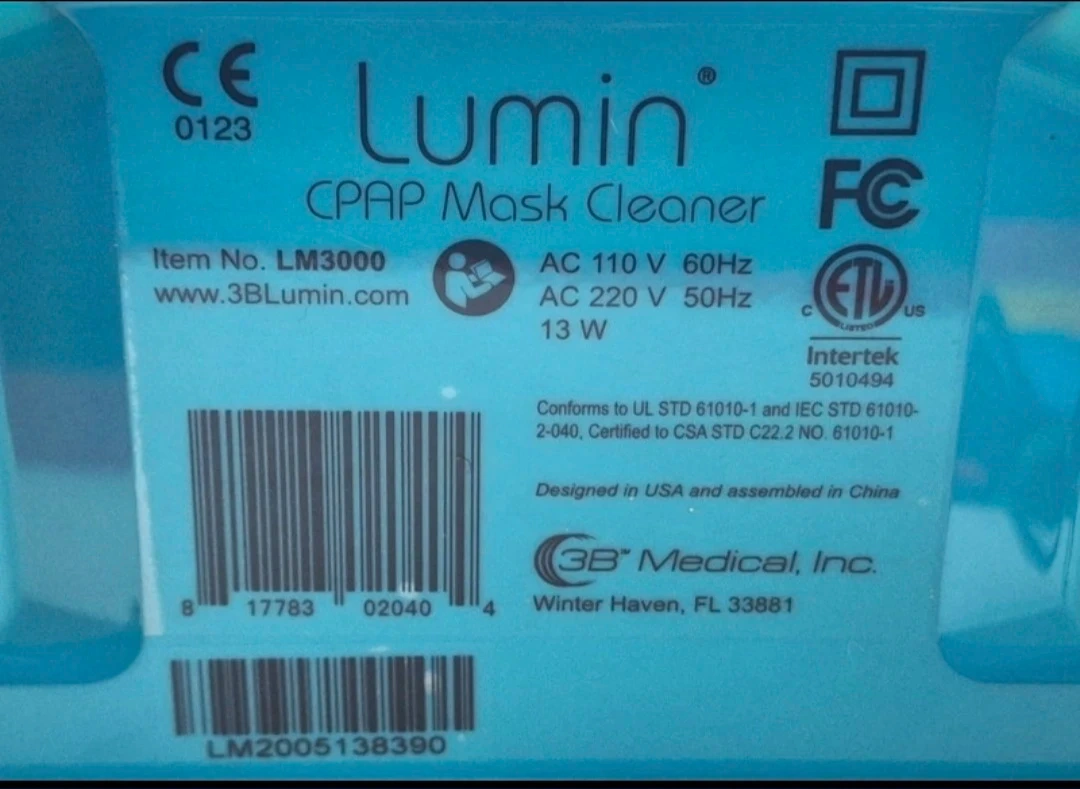 CE
0123
Lumin®
CPAP Mask Cleaner
FC
Item No. LM3000
www.3BLumin.com
AC 110 V 60Hz
AC 220 V 50Hz
13 W
C ETL US
LISTED
Intertek
5010494
Conforms to UL STD 61010-1 and IEC STD 61010-
2-040, Certified to CSA STD C22.2 NO. 61010-1
Designed in USA and assembled in China
3B™ Medical, Inc.
Winter Haven, FL 33881
8 17783 02040 4
LM2005138390